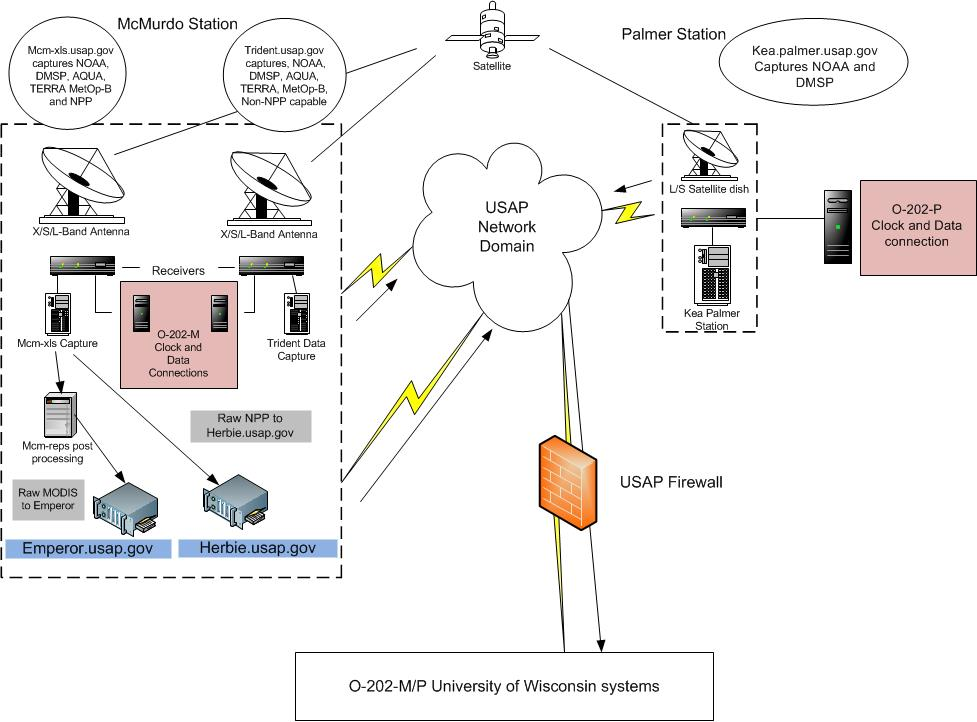 McMurdo Station
Mcm-xls.usap.gov
captures NOAA,
DMSP, AQUA,
TERRA MetOp-B
and NPP
Trident.usap.gov
captures, NOAA,
DMSP, AQUA,
TERRA, MetOp-B,
Non-NPP capable
Satellite
Palmer Station
Kea.palmer.usap.gov
Captures NOAA and
DMSP
X/S/L-Band Antenna
X/S/L-Band Antenna
Receivers
Mcm-xls Capture
O-202-M
Clock and
Data
Connections
Trident Data
Capture
Mcm-reps post
processing
Raw NPP to
Herbie.usap.gov
Raw MODIS
to Emperor
Emperor.usap.gov
Herbie.usap.gov
USAP
Network
Domain
L/S Satellite dish
Kea Palmer
Station
O-202-P
Clock and Data
connection
USAP Firewall
O-202-M/P University of Wisconsin systems